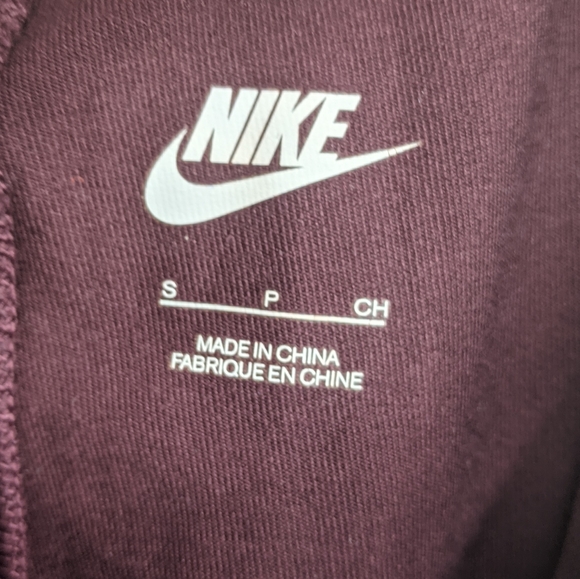 NIKE
S P CH
MADE IN CHINA
FABRIQUE EN CHINE